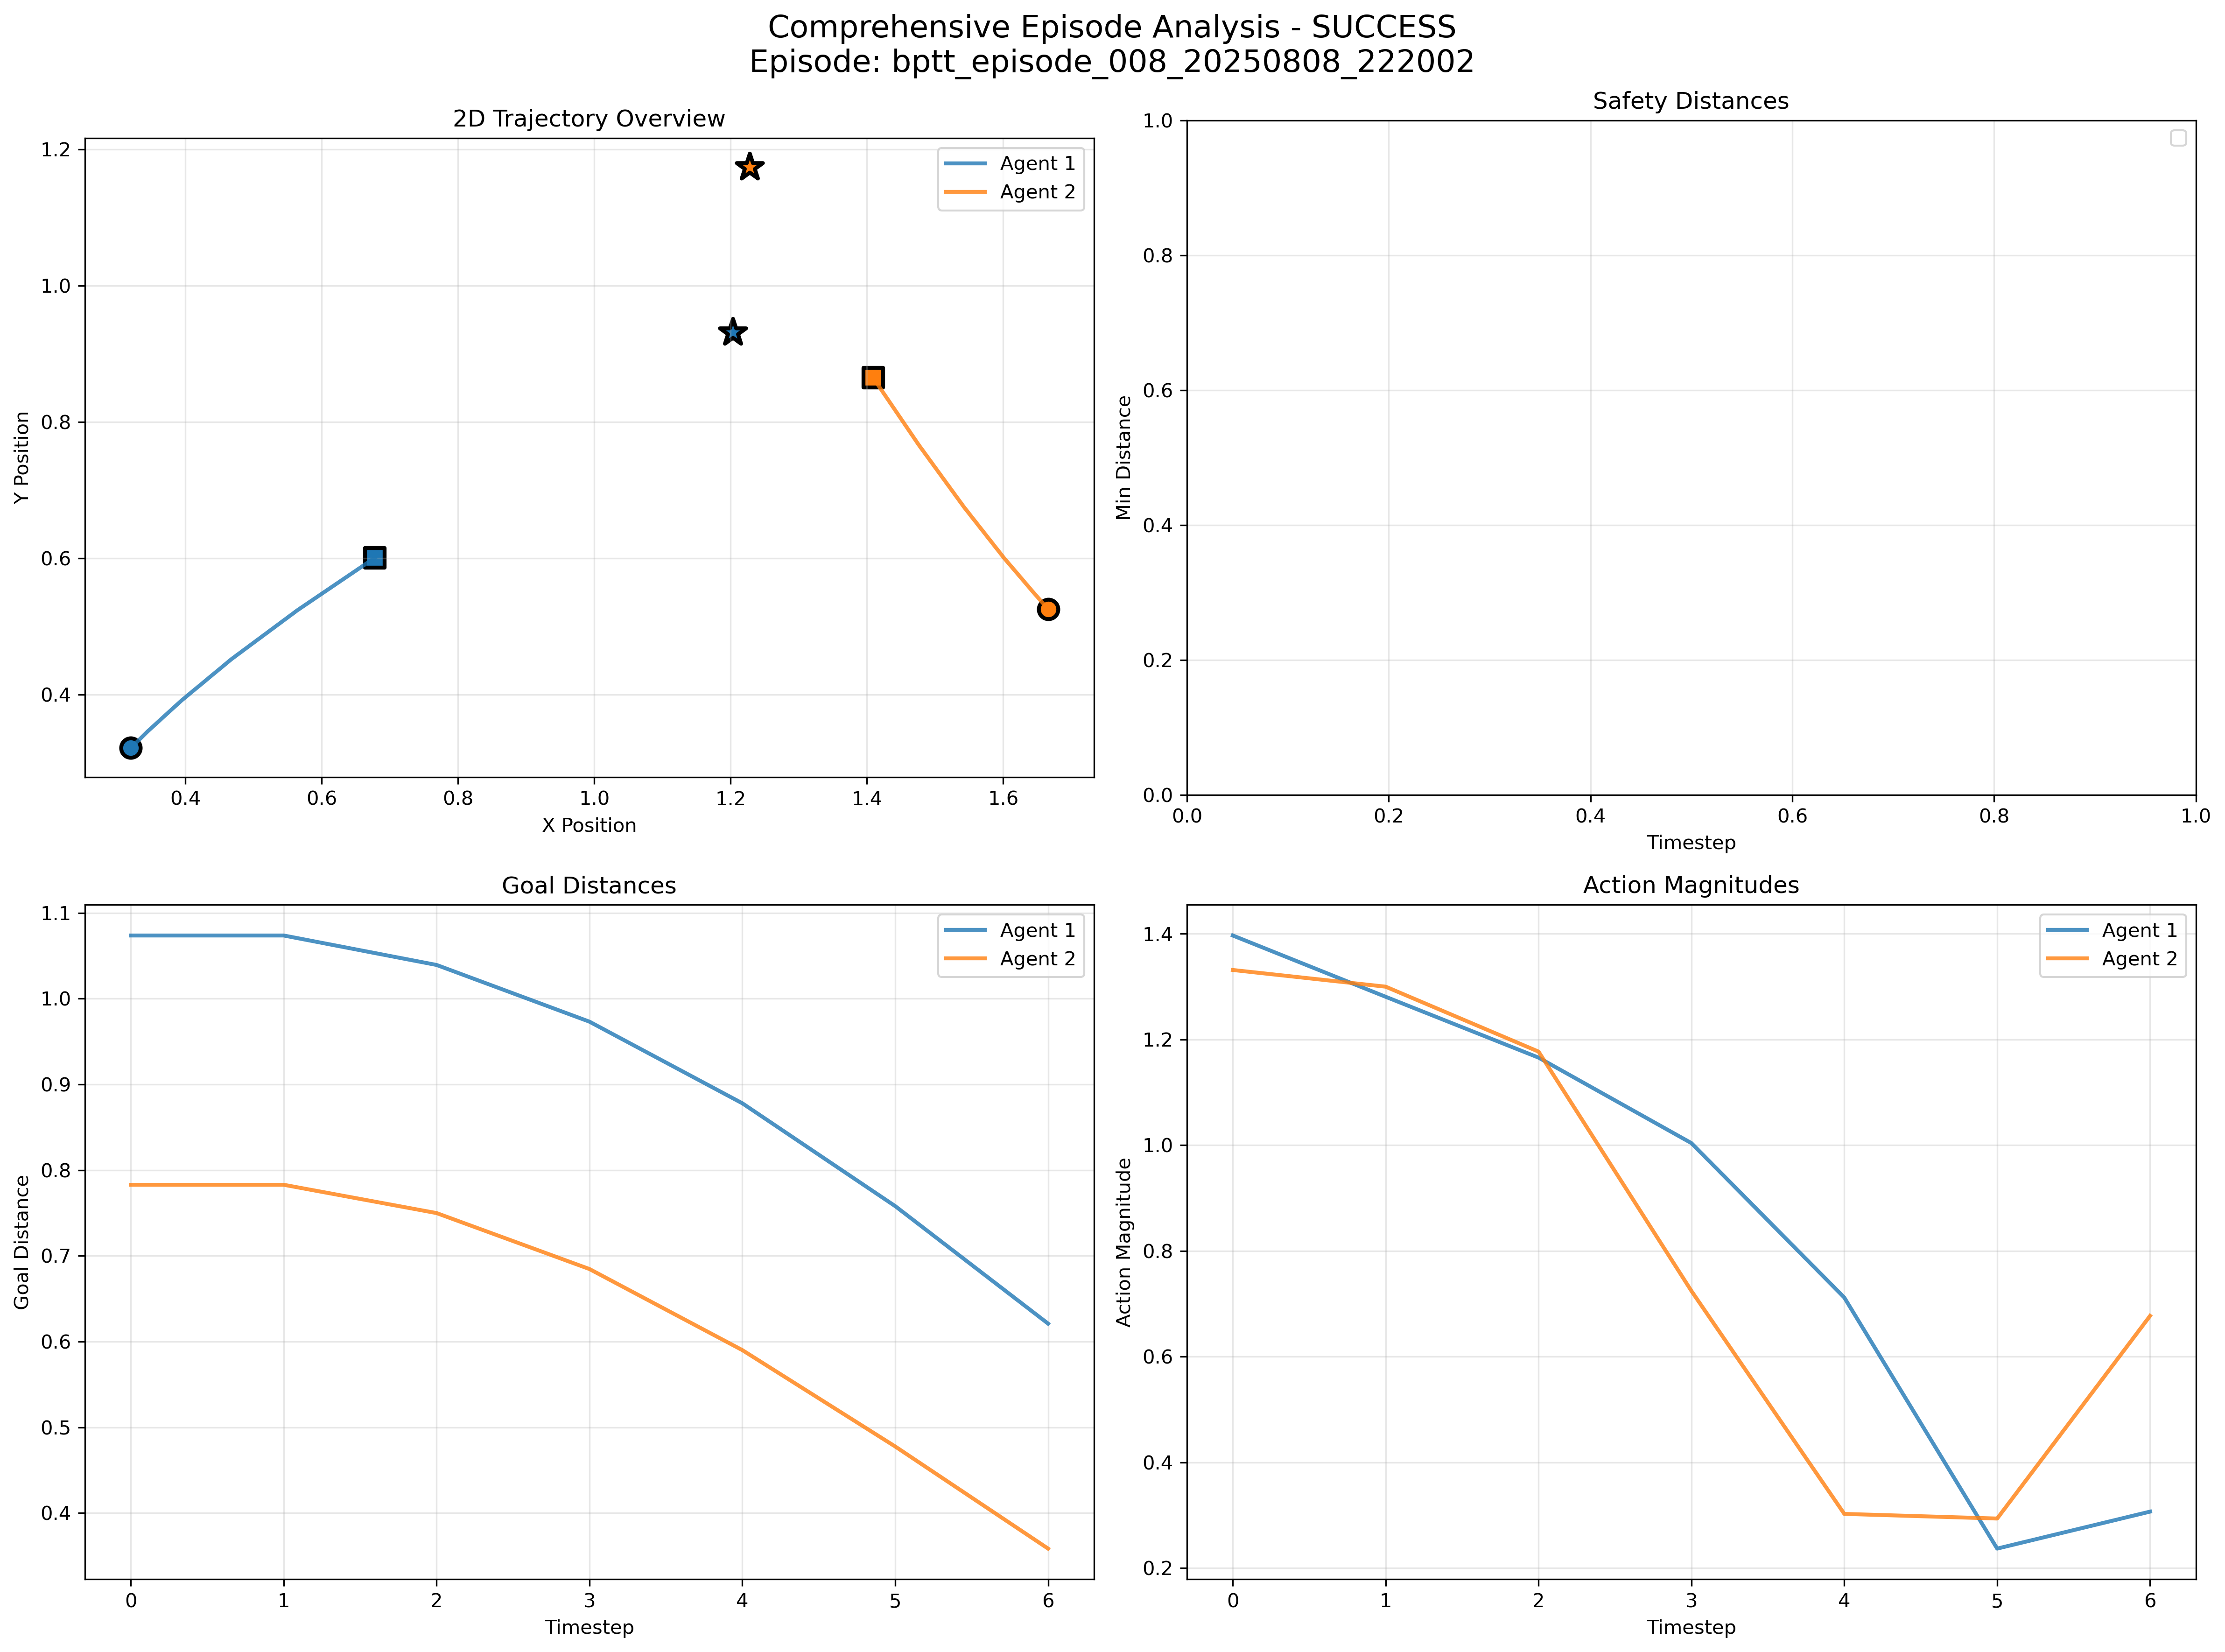 Comprehensive Episode Analysis - SUCCESS
Episode: bptt_episode_008_20250808_222002
2D Trajectory Overview
Y Position
1.2
1.0
0.8
0.6
0.4
0.4 0.6 0.8 1.0 1.2 1.4 1.6
X Position
Agent 1
Agent 2
Safety Distances
Min Distance
1.0
0.8
0.6
0.4
0.2
0.0
0.0 0.2 0.4 0.6 0.8 1.0
Timestep
Goal Distances
Goal Distance
1.1
1.0
0.9
0.8
0.7
0.6
0.5
0.4
0 1 2 3 4 5 6
Timestep
Agent 1
Agent 2
Action Magnitudes
Action Magnitude
1.4
1.2
1.0
0.8
0.6
0.4
0.2
0 1 2 3 4 5 6
Timestep
Agent 1
Agent 2